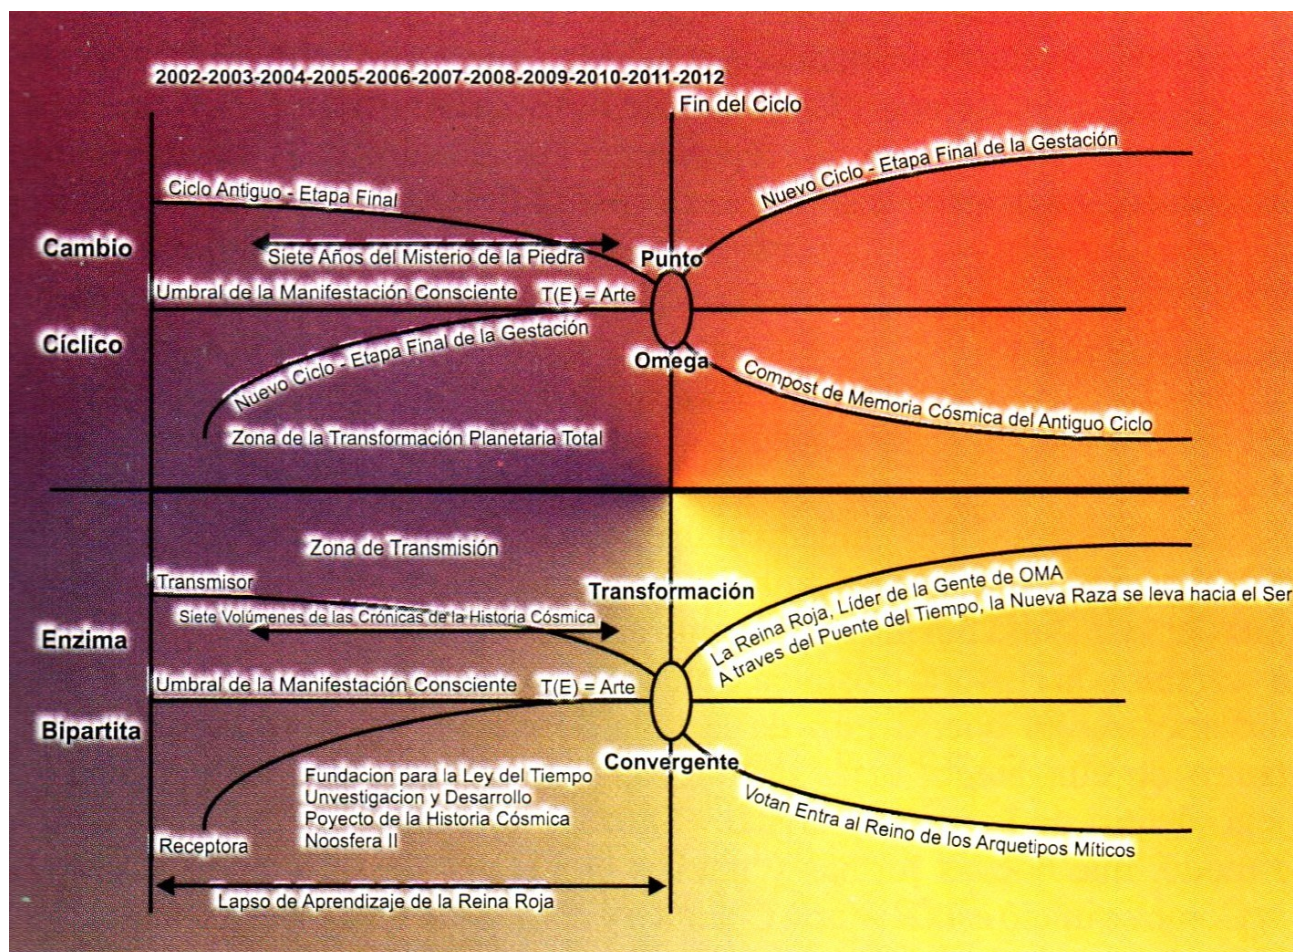 2002-2003-2004-2005-2006-2007-2008-2009-2010-2011-2012
Fin del Ciclo
Ciclo Antiguo - Etapa Final
Nuevo Ciclo - Etapa Final de la Gestación
Cambio
Siete Años del Misterio de la Piedra
Punto
Umbral de la Manifestación Consciente T(E) = Arte
Cíclico
Nuevo Ciclo - Etapa Final de la Gestación
Omega
Compost de Memoria Cósmica del Antiguo Ciclo
Zona de la Transformación Planetaria Total
Zona de Transmisión
Transmisor
Transformación
Siete Volúmenes de las Crónicas de la Historia Cósmica
La Reina Roja, Líder de la Gente de OMA
A traves del Puente del Tiempo, la Nueva Raza se leva hacia el Ser
Enzima
Umbral de la Manifestación Consciente T(E) = Arte
Bipartita
Convergente
Fundacion para la Ley del Tiempo
Unvestigacion y Desarrollo
Poyecto de la Historia Cósmica
Noosfera II
Votan Entra al Reino de los Arquetipos Míticos
Receptora
Lapso de Aprendizaje de la Reina Roja